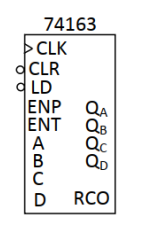 74163
CLK
CLR
LD
ENP QA
ENT QB
A QC
B QD
C
D RCO